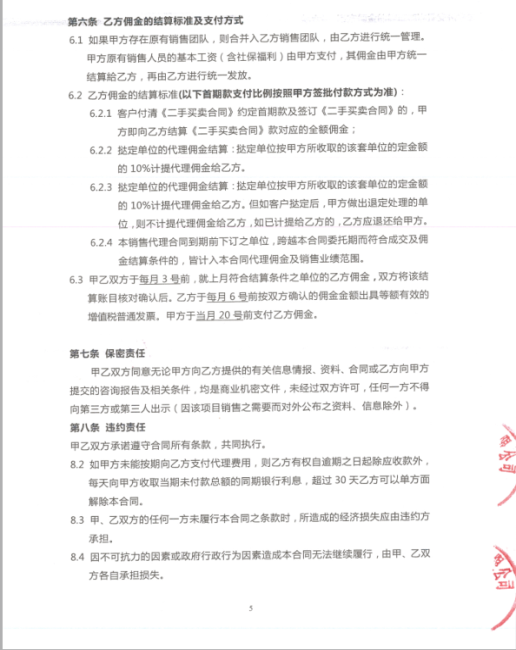 第六条 乙方佣金的结算标准及支付方式
6.1 如果甲方存在原有销售团队，则合并入乙方销售团队，由乙方进行统一管理。
甲方原有销售人员的基本工资（含社保福利）由甲方支付，其佣金由甲方统一
结算给乙方，再由乙方进行统一发放。
6.2 乙方佣金的结算标准(以下首期款支付比例按照甲方签批付款方式为准)：
6.2.1 客户付清《二手买卖合同》约定首期款及签订《二手买卖合同》的，甲
方即向乙方结算《二手买卖合同》款对应的全额佣金；
6.2.2 挞定单位的代理佣金结算：挞定单位按甲方所收取的该套单位的定金额
的 10%计提代理佣金给乙方。
6.2.3 挞定单位的代理佣金结算：挞定单位按甲方所收取的该套单位的定金额
的 10%计提代理佣金给乙方。但如客户挞定后，甲方做出退定处理的单
位，则不计提代理佣金给乙方，如已计提给乙方的，乙方应退还给甲方。
6.2.4 本销售代理合同到期前下订之单位，跨越本合同委托期而符合成交及佣
金结算条件的，皆计入本合同代理佣金及销售业绩范围。
6.3 甲乙双方于每月 3 号前，就上月符合结算条件之单位的乙方佣金，双方将该结
算账目核对确认后。乙方于每月 6 号前按双方确认的佣金金额出具等额有效的
增值税普通发票。甲方于当月 20 号前支付乙方佣金。
第七条 保密责任
甲乙双方同意无论甲方向乙方提供的有关信息情报、资料、合同或乙方向甲方
提交的咨询报告及相关条件，均是商业机密文件，未经过双方许可，任何一方不得
向第三方或第三人出示（因该项目销售之需要而对外公布之资料、信息除外）。
第八条 违约责任
甲乙双方承诺遵守合同所有条款，共同执行。
8.2 如甲方未能按期向乙方支付代理费用，则乙方有权自逾期之日起除应收款外，
每天向甲方收取当期未付款总额的同期银行利息，超过 30 天乙方可以单方面
解除本合同。
8.3 甲、乙双方的任何一方未履行本合同之条款时，所造成的经济损失应由违约方
承担。
8.4 因不可抗力的因素或政府行政行为因素造成本合同无法继续履行，由甲、乙双
方各自承担损失。
5
公司
公司